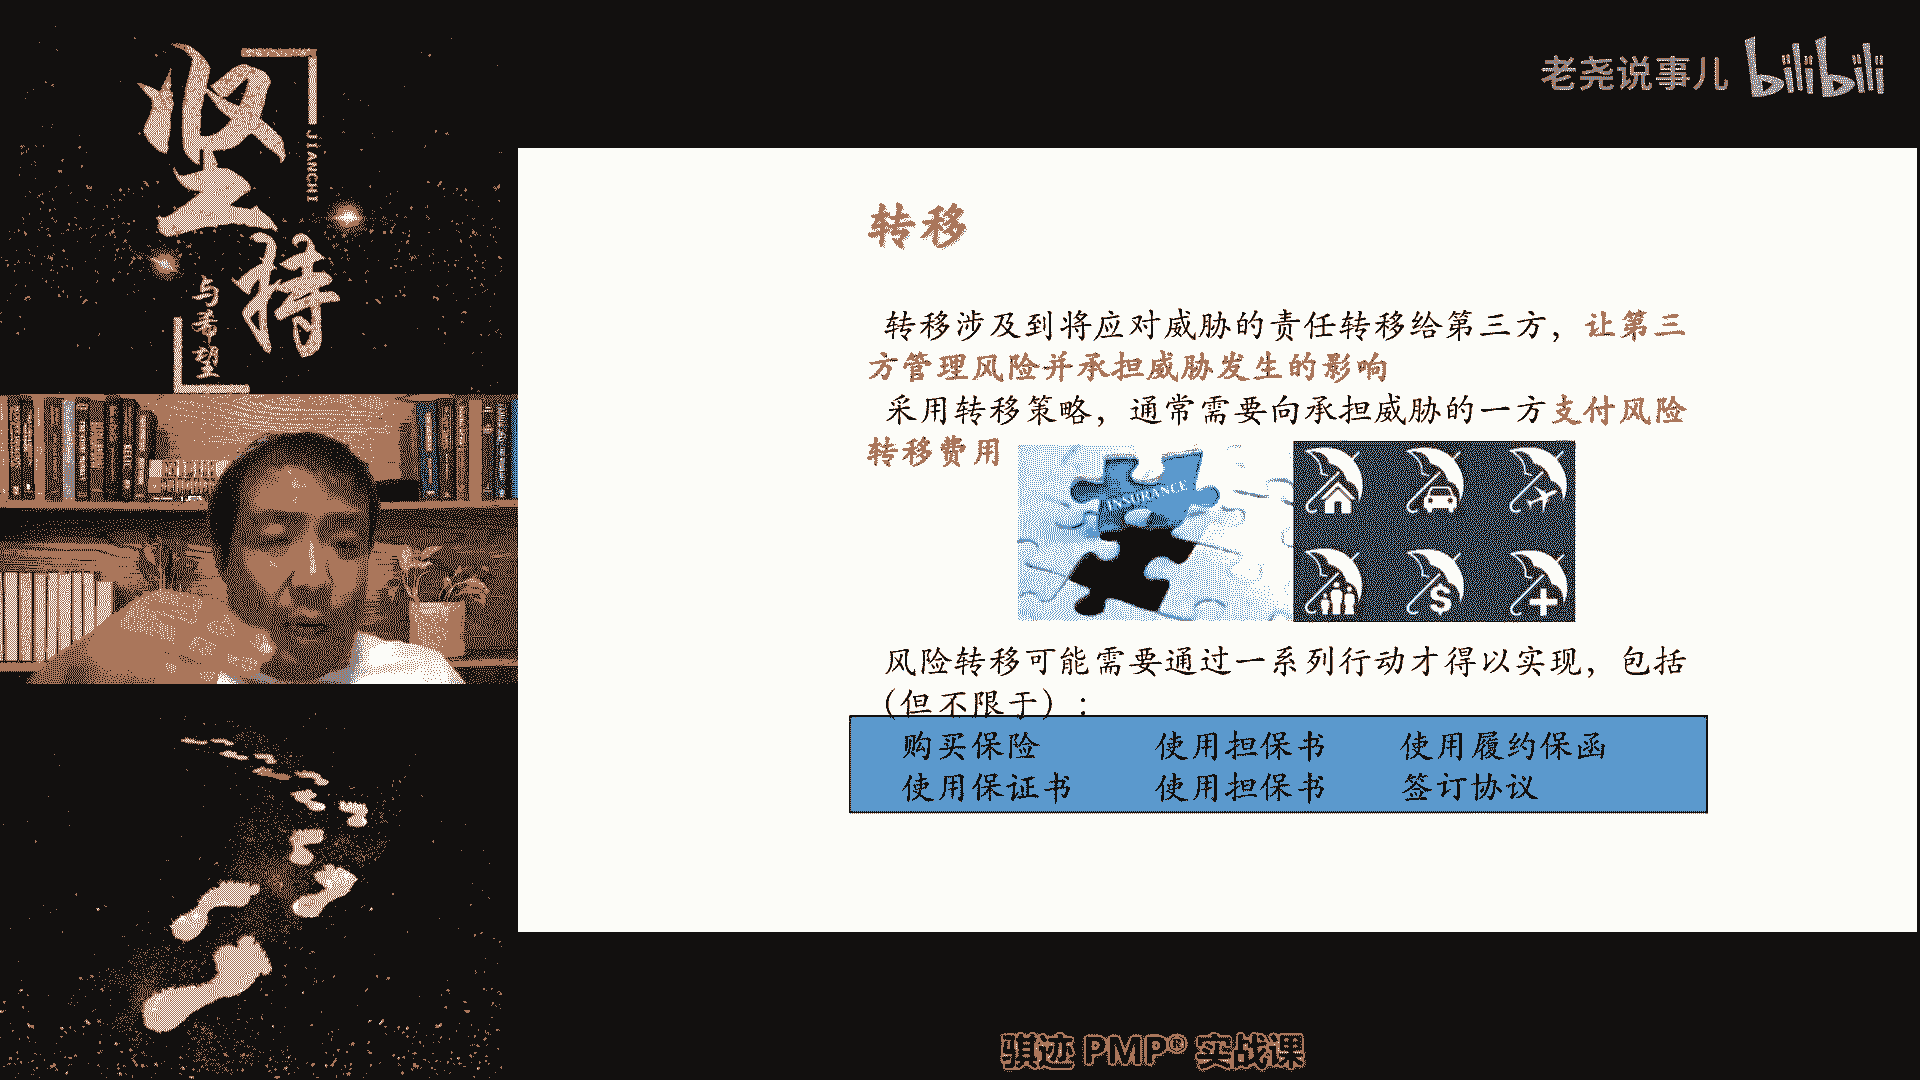 坚持
JIANCHI
与希望
老尧说事儿 bilibili
转移
转移涉及到将应对威胁的责任转移给第三方，让第三
方管理风险并承担威胁发生的影响
采用转移策略，通常需要向承担威胁的一方支付风险
转移费用
INSURANCE
风险转移可能需要通过一系列行动才得以实现，包括
（但不限于）：
购买保险 使用担保书 使用履约保函
使用保证书 使用担保书 签订协议
骐迹 PMP® 实战课